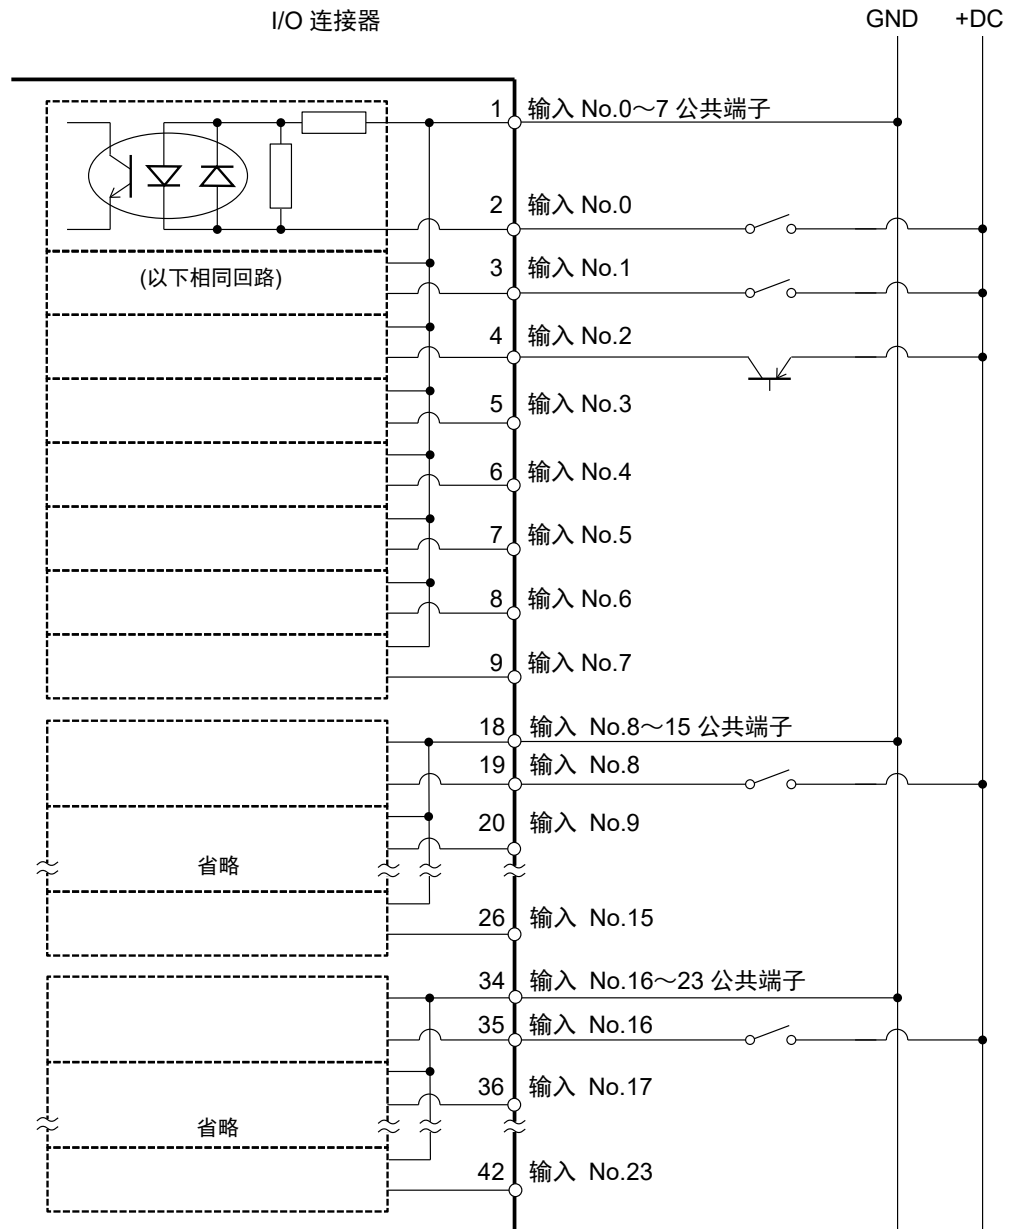 I/O 连接器
GND +DC
1 输入 No.0～7 公共端子
2 输入 No.0
(以下相同回路)
3 输入 No.1
4 输入 No.2
5 输入 No.3
6 输入 No.4
7 输入 No.5
8 输入 No.6
9 输入 No.7
18 输入 No.8～15 公共端子
19 输入 No.8
20 输入 No.9
省略
26 输入 No.15
34 输入 No.16～23 公共端子
35 输入 No.16
36 输入 No.17
省略
42 输入 No.23